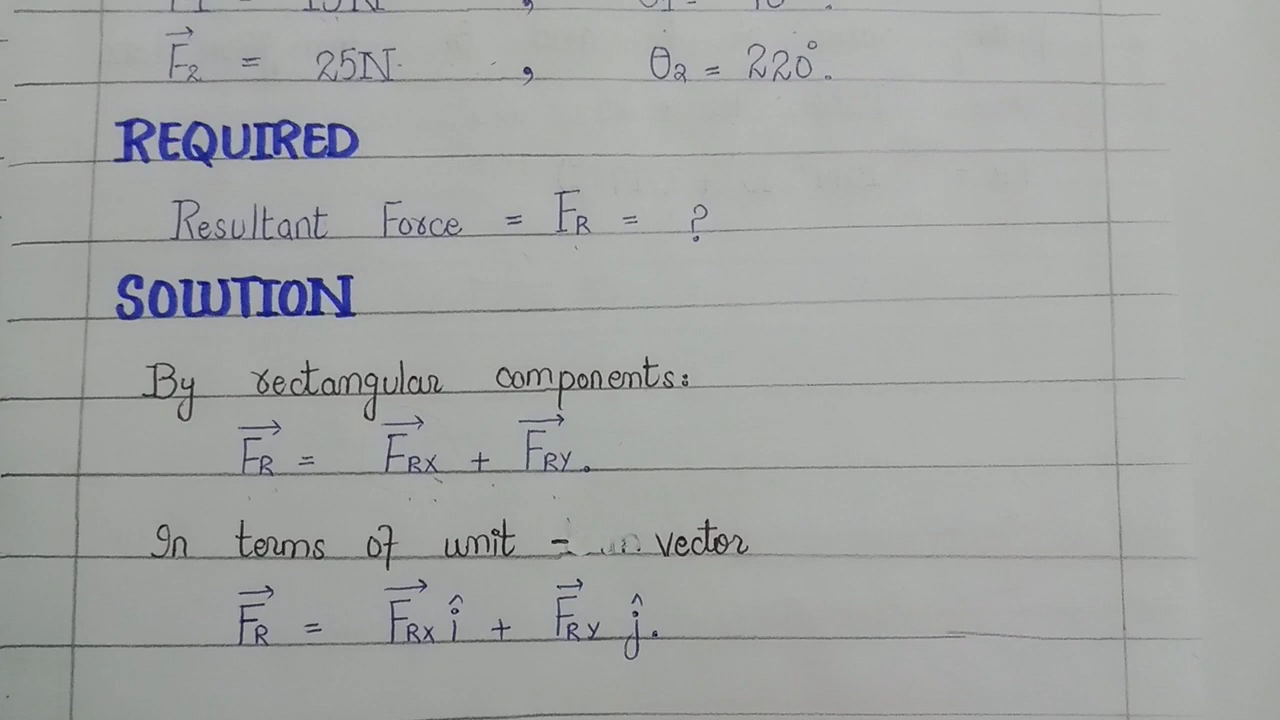 F₂ = 25N , θ₂ = 220°.
REQUIRED
Resultant Force = F_R = ?
SOLUTION
By rectangular components:
F_R = F_RX + F_RY.
In terms of unit - vector
F_R = F_RX î + F_RY ĵ.